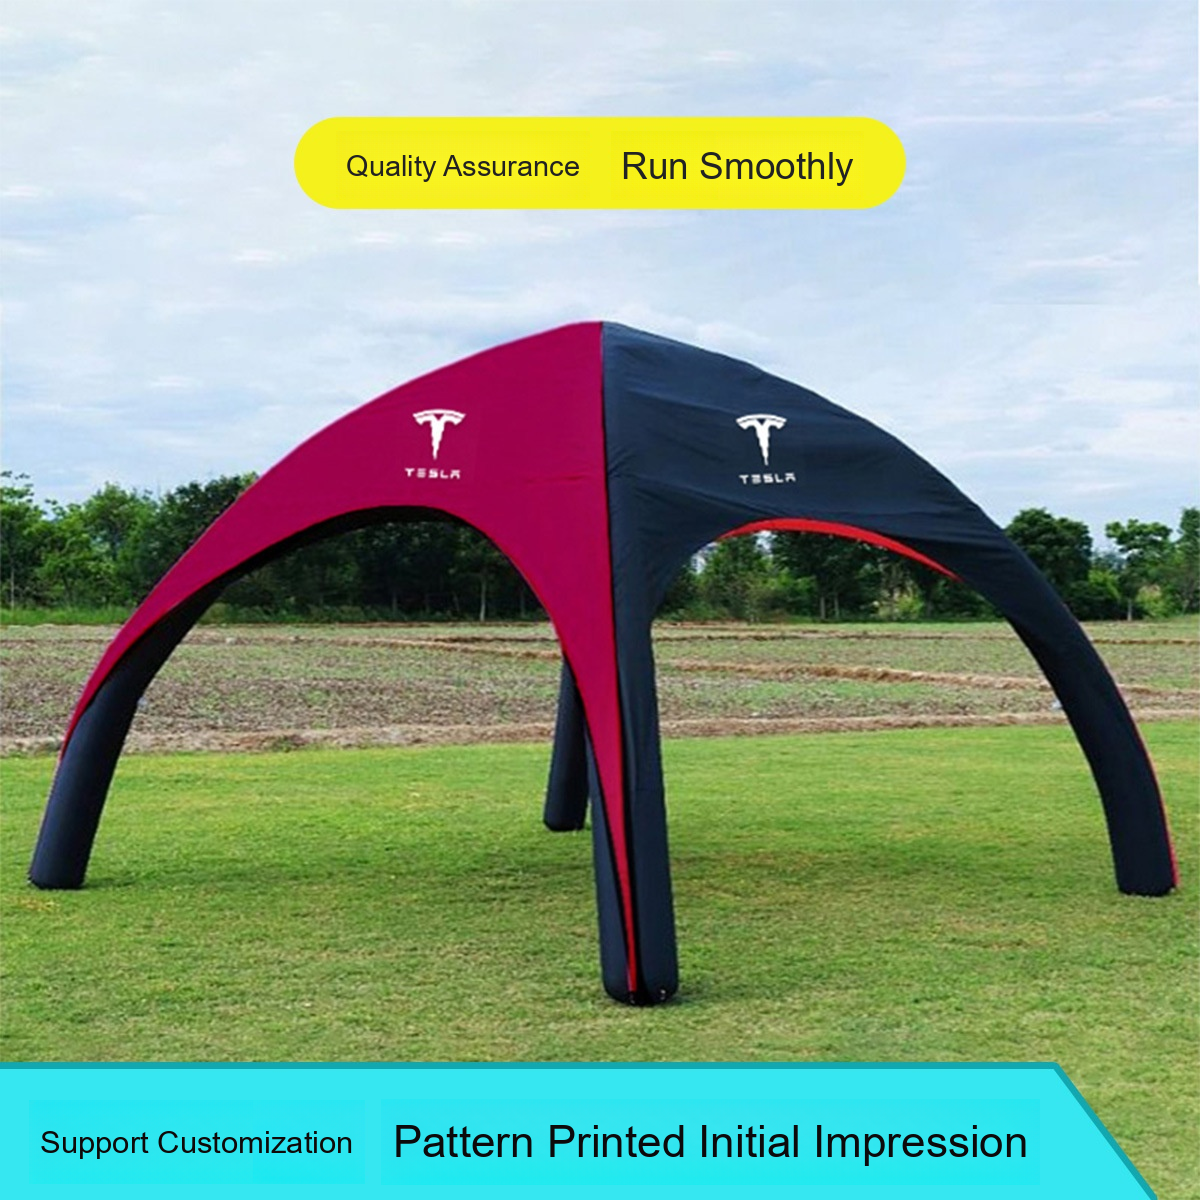 Quality Assurance Run Smoothly
TESLA
TESLA
Support Customization Pattern Printed Initial Impression